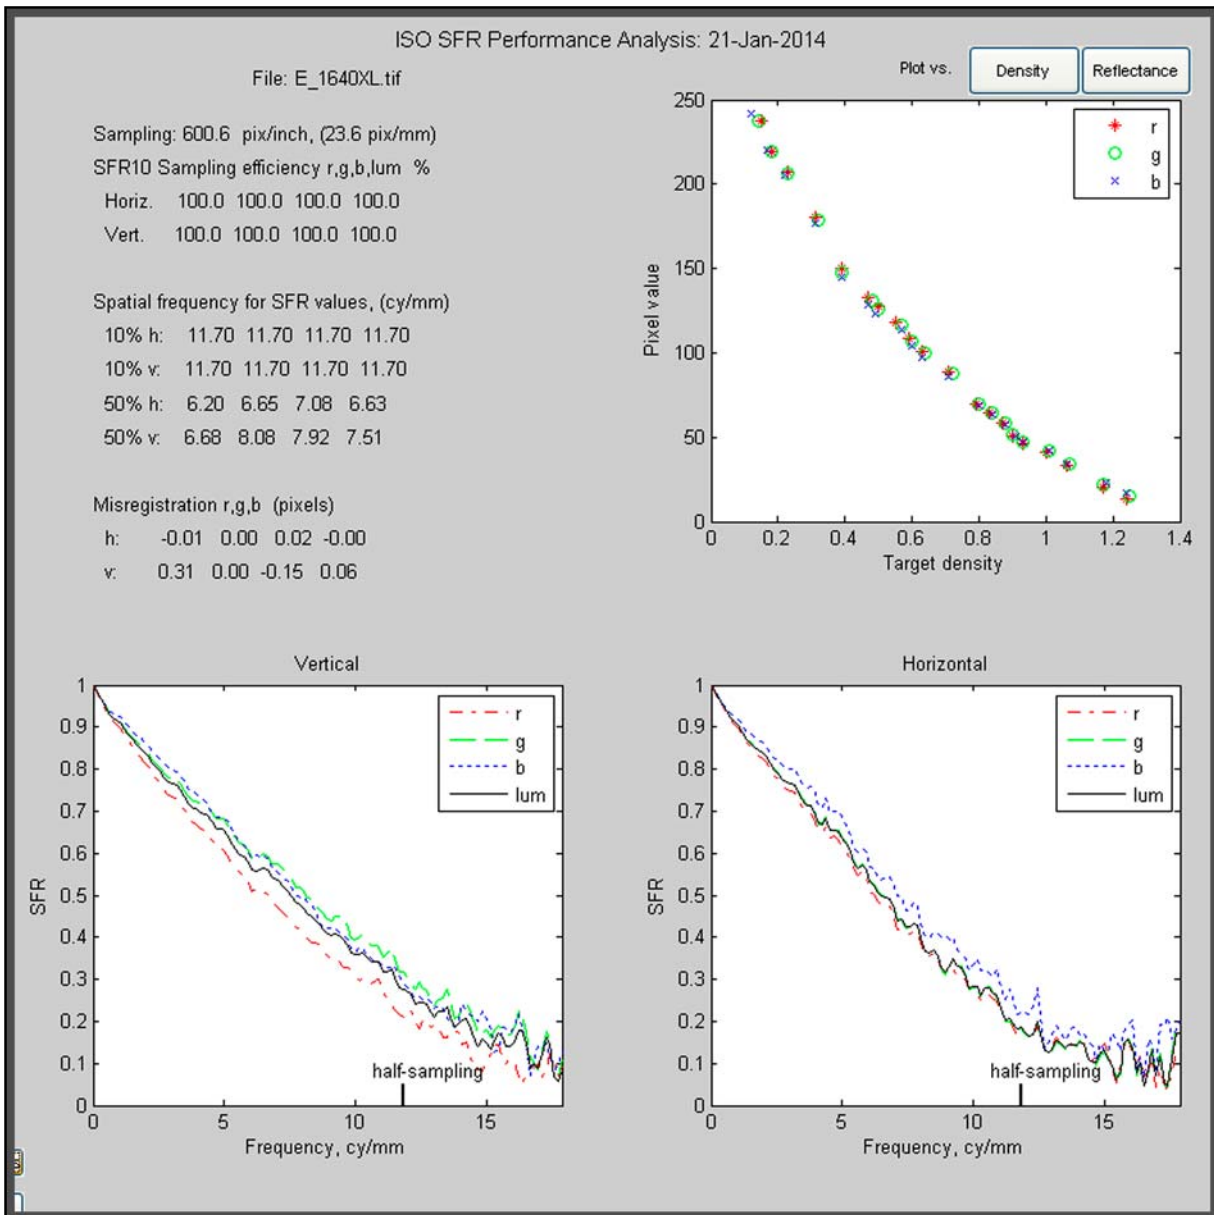 ISO SFR Performance Analysis: 21-Jan-2014
File: E_1640XL.tif
Plot vs. Density Reflectance
Sampling: 600.6 pix/inch, (23.6 pix/mm)
SFR10 Sampling efficiency r,g,b,lum %
Horiz. 100.0 100.0 100.0 100.0
Vert. 100.0 100.0 100.0 100.0
Spatial frequency for SFR values, (cy/mm)
10% h: 11.70 11.70 11.70 11.70
10% v: 11.70 11.70 11.70 11.70
50% h: 6.20 6.65 7.08 6.63
50% v: 6.68 8.08 7.92 7.51
Misregistration r,g,b (pixels)
h: -0.01 0.00 0.02 -0.00
v: 0.31 0.00 -0.15 0.06
250
200
150
100
50
0
Pixel value
r
g
b
0 0.2 0.4 0.6 0.8 1 1.2 1.4
Target density
Vertical
1
0.9
0.8
0.7
0.6
0.5
0.4
0.3
0.2
0.1
0
SFR
r
g
b
lum
half-sampling
0 5 10 15
Frequency, cy/mm
Horizontal
1
0.9
0.8
0.7
0.6
0.5
0.4
0.3
0.2
0.1
0
SFR
r
g
b
lum
half-sampling
0 5 10 15
Frequency, cy/mm